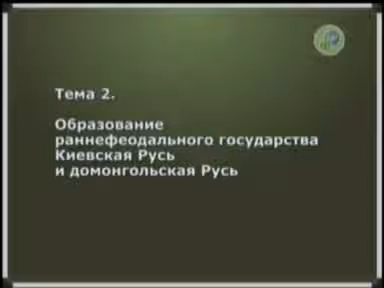 Тема 2.
Образование
раннефеодального государства
Киевская Русь
и домонгольская Русь